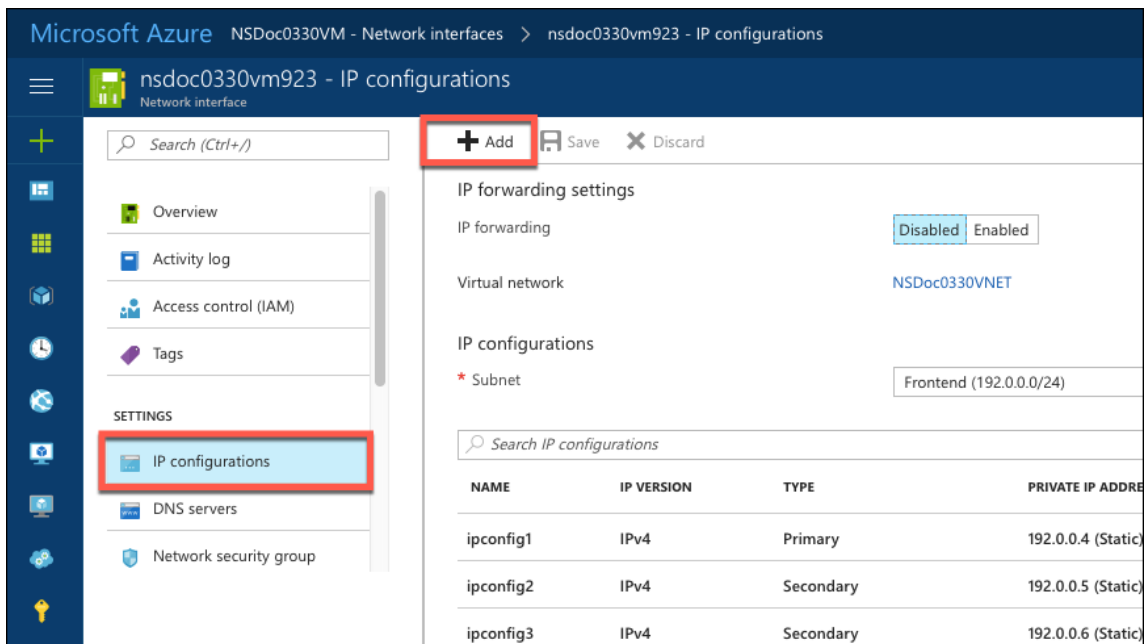 Microsoft Azure NSDoc0330VM - Network interfaces > nsdoc0330vm923 - IP configurations
nsdoc0330vm923 - IP configurations
Network interface
Search (Ctrl+/)
Overview
Activity log
Access control (IAM)
Tags
SETTINGS
IP configurations
DNS servers
Network security group
Add Save Discard
IP forwarding settings
IP forwarding Disabled Enabled
Virtual network NSDoc0330VNET
IP configurations
* Subnet Frontend (192.0.0.0/24)
Search IP configurations
NAME IP VERSION TYPE PRIVATE IP ADDRE
ipconfig1 IPv4 Primary 192.0.0.4 (Static)
ipconfig2 IPv4 Secondary 192.0.0.5 (Static)
ipconfig3 IPv4 Secondary 192.0.0.6 (Static)